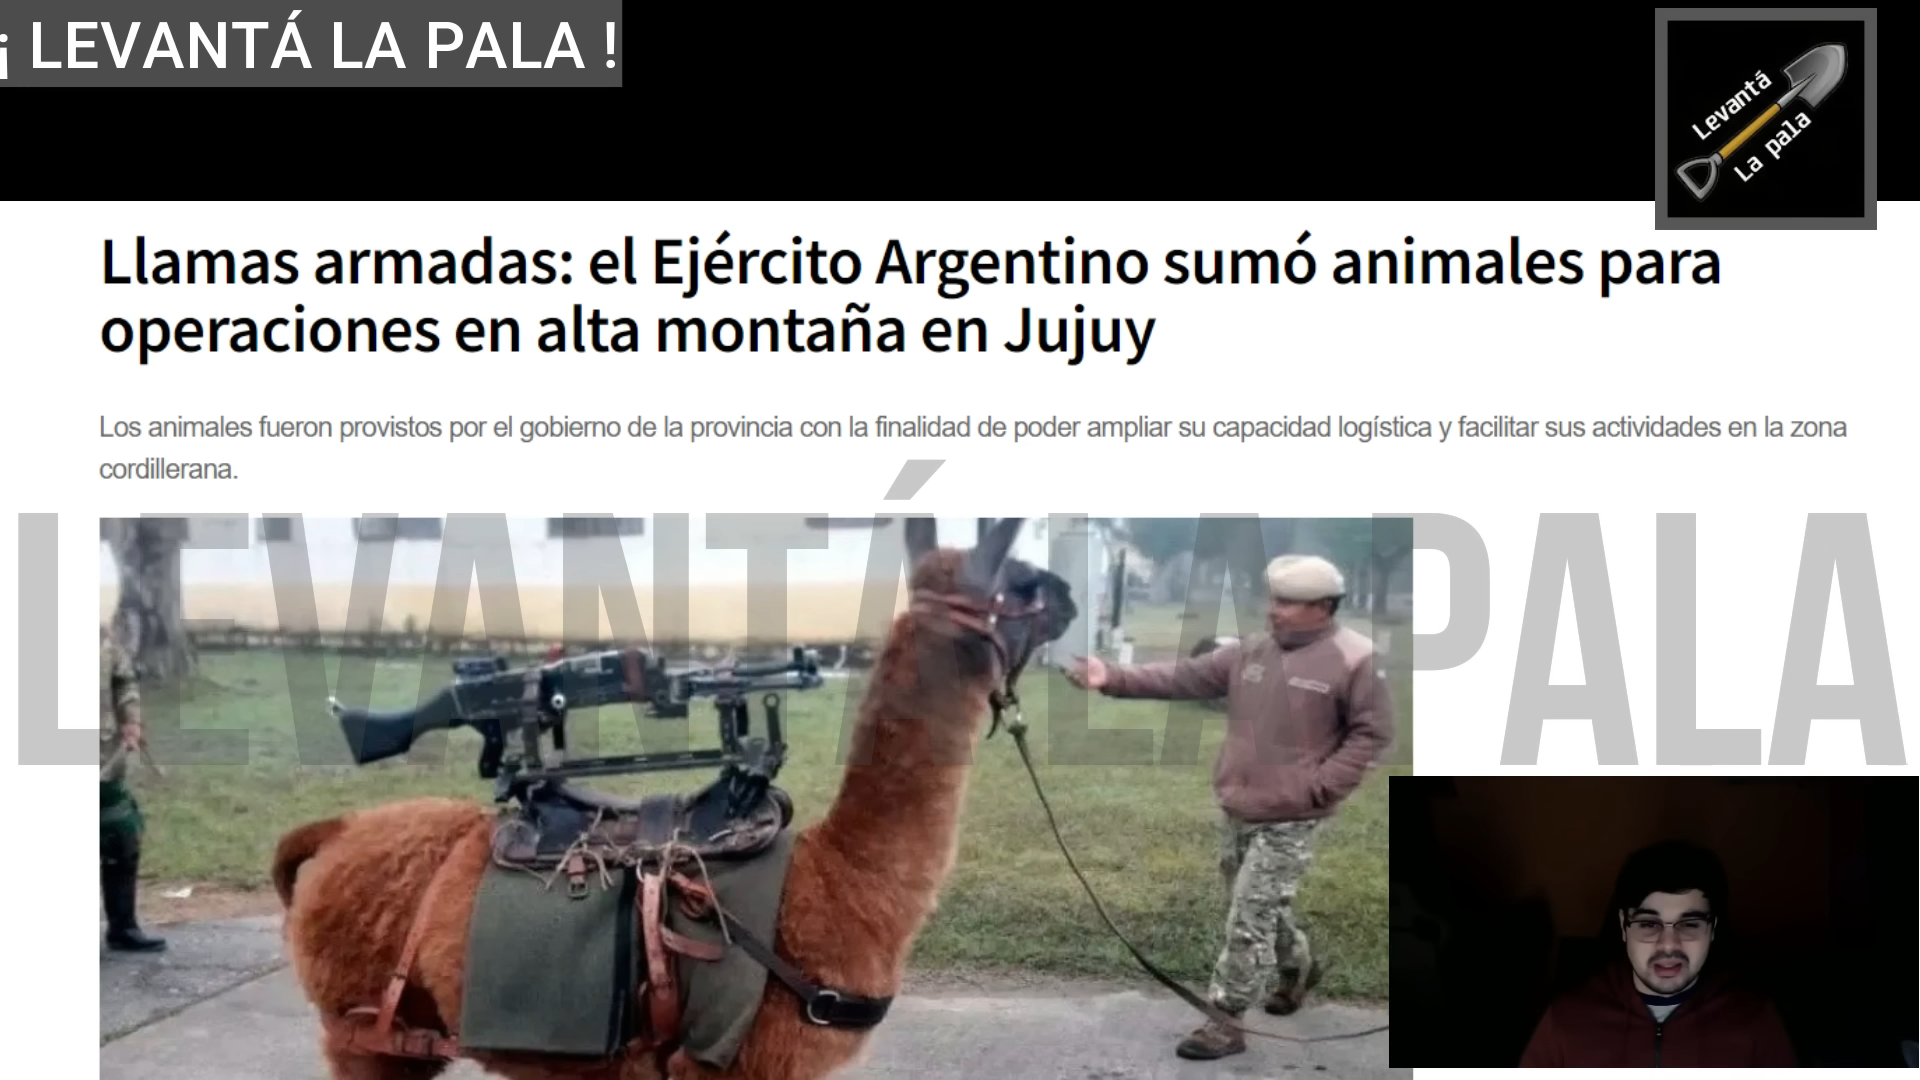 ¡ LEVANTÁ LA PALA !
Levantá
La pala
Llamas armadas: el Ejército Argentino sumó animales para
operaciones en alta montaña en Jujuy
Los animales fueron provistos por el gobierno de la provincia con la finalidad de poder ampliar su capacidad logística y facilitar sus actividades en la zona
cordillerana.
LEVANTÁ LA PALA